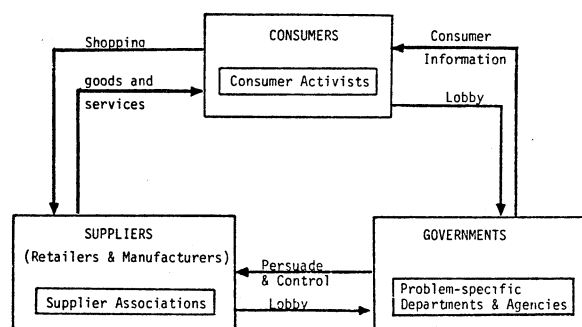 Shopping
goods and
services
CONSUMERS
Consumer Activists
Consumer
Information
Lobby
SUPPLIERS
(Retailers & Manufacturers)
Supplier Associations
Persuade
& Control
Lobby
GOVERNMENTS
Problem-specific
Departments & Agencies